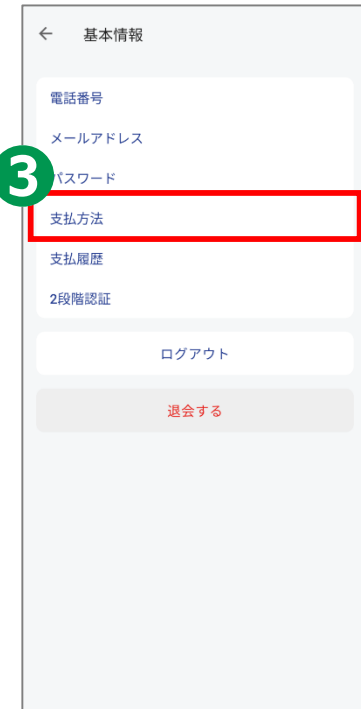 ← 基本情報
電話番号
メールアドレス
パスワード
3
支払方法
支払履歴
2段階認証
ログアウト
退会する